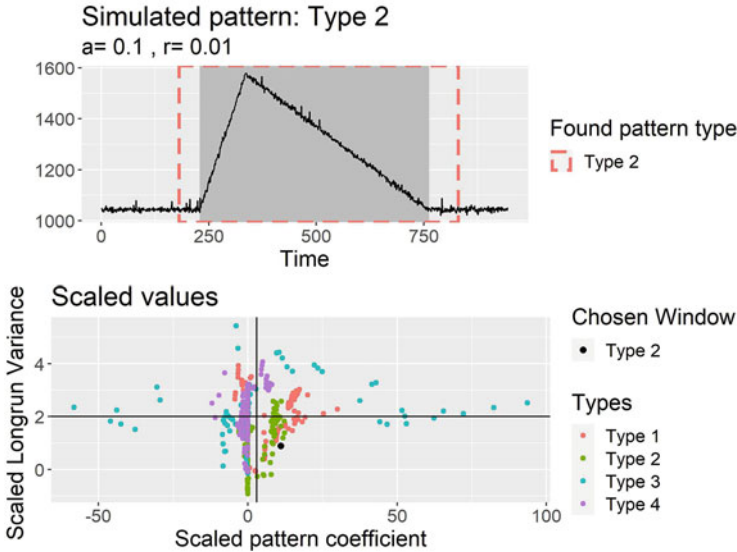 Simulated pattern: Type 2
a= 0.1 , r= 0.01
1600
1400
1200
1000
0
250
500
750
Time
Found pattern type
Type 2
Scaled values
Scaled Longrun Variance
4
2
0
-50
0
50
100
Scaled pattern coefficient
Chosen Window
Type 2
Types
Type 1
Type 2
Type 3
Type 4